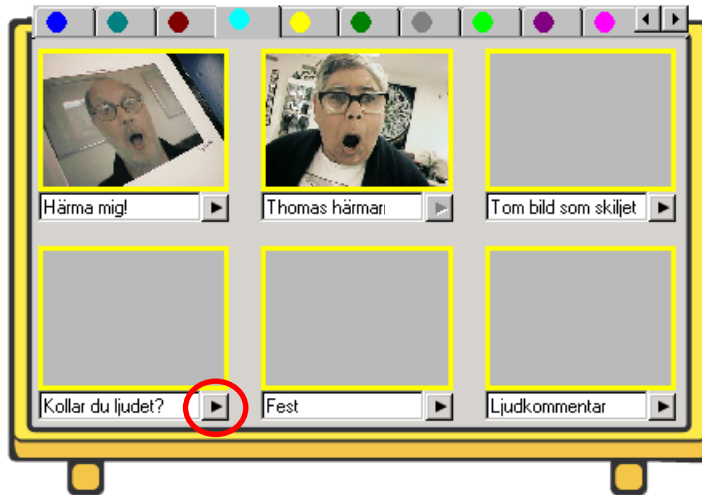 Härma mig!
Thomas härmar
Tom bild som skiljet
Kollar du ljudet?
Fest
Ljudkommentar